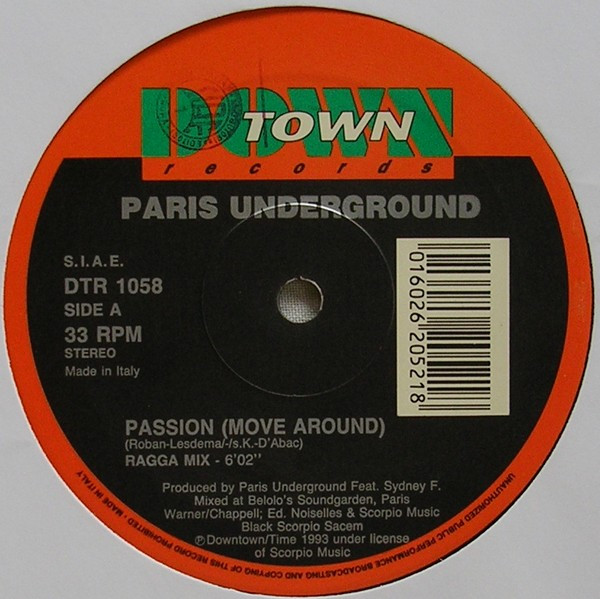 DOWN
TOWN
records
PARIS UNDERGROUND
S.I.A.E.
DTR 1058
SIDE A
33 RPM
STEREO
Made in Italy
016026 205218
PASSION (MOVE AROUND)
(Roban-Lesdema/-/s.K.-D'Abac)
RAGGA MIX - 6'02''
Produced by Paris Underground Feat. Sydney F.
Mixed at Belolo's Soundgarden, Paris
Warner/Chappell; Ed. Noiselles & Scorpio Music
Black Scorpio Sacem
℗Downtown/Time 1993 under license
of Scorpio Music
UNAUTHORIZED PUBLIC PERFORMANCE BROADCASTING AND COPYING OF THIS RECORD PROHIBITED - MADE IN ITALY